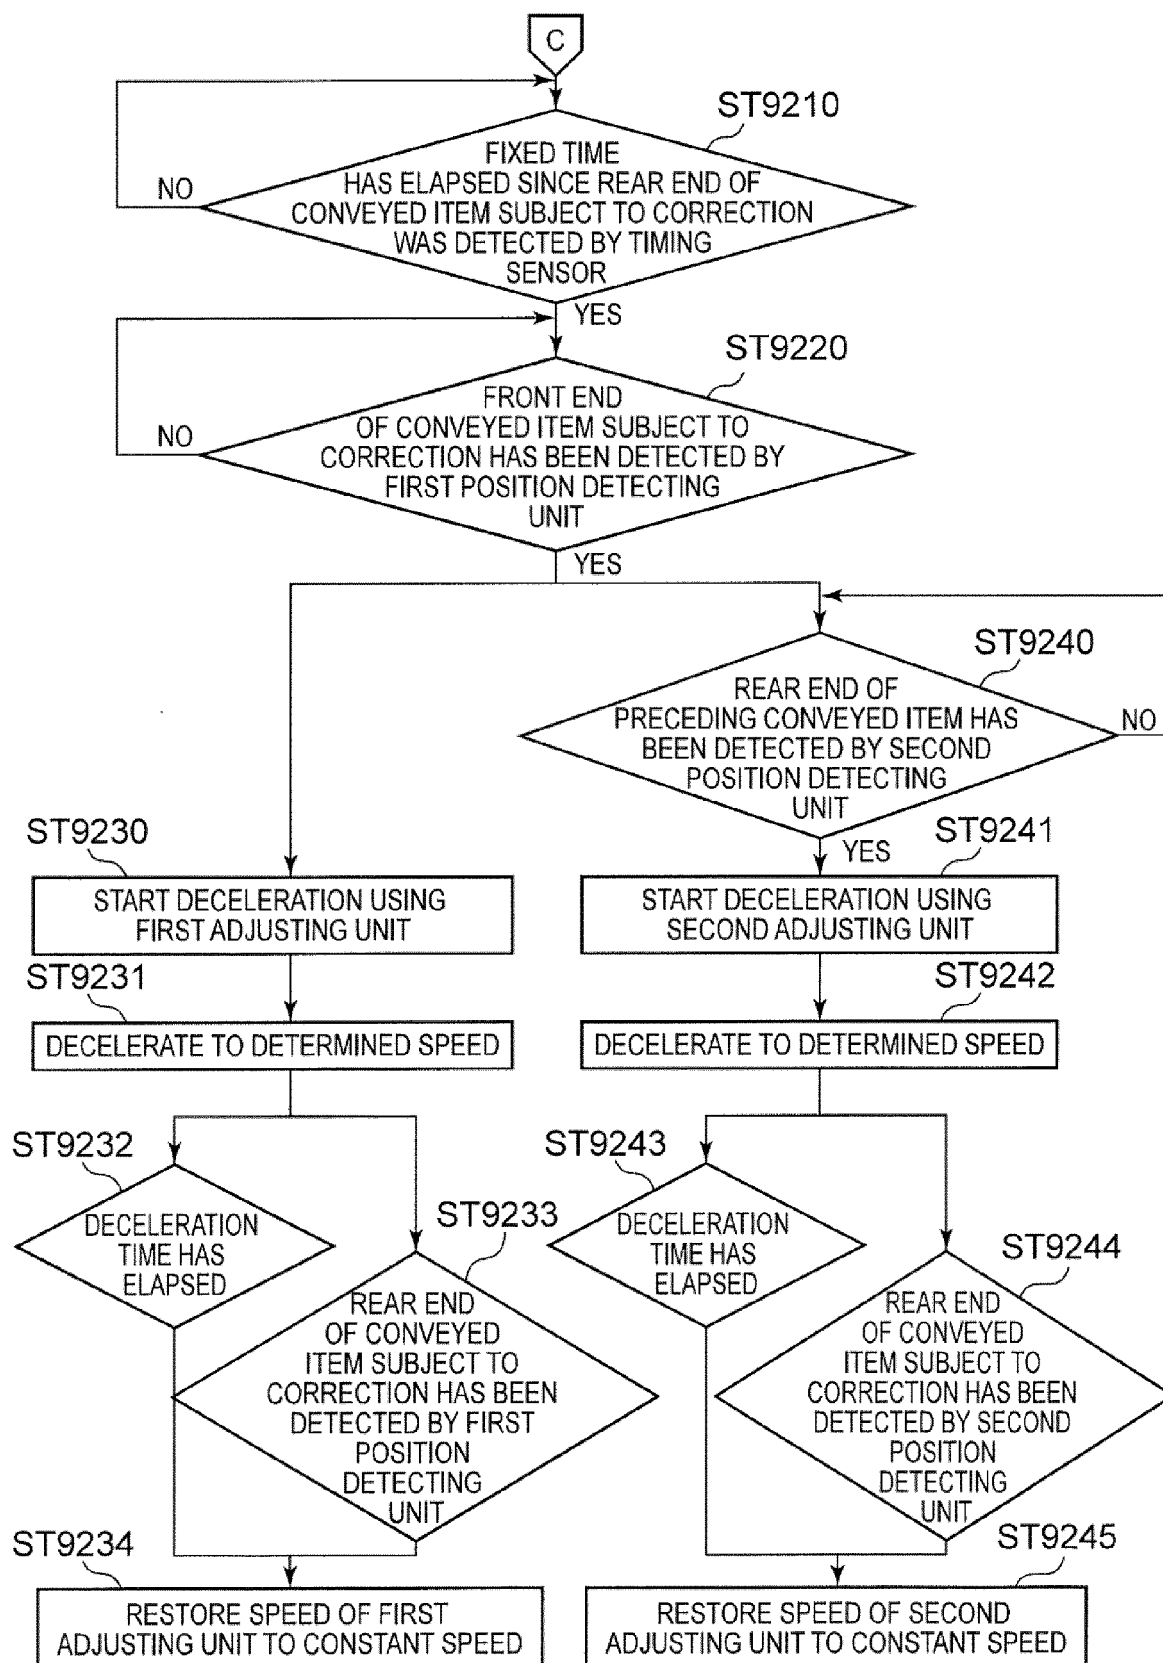 C
ST9210
FIXED TIME
HAS ELAPSED SINCE REAR END OF
CONVEYED ITEM SUBJECT TO CORRECTION
WAS DETECTED BY TIMING
SENSOR
NO
YES
ST9220
FRONT END
OF CONVEYED ITEM SUBJECT TO
CORRECTION HAS BEEN DETECTED BY
FIRST POSITION DETECTING
UNIT
NO
YES
ST9240
REAR END OF
PRECEDING CONVEYED ITEM HAS
BEEN DETECTED BY SECOND
POSITION DETECTING
UNIT
NO
YES
ST9230
START DECELERATION USING
FIRST ADJUSTING UNIT
ST9241
START DECELERATION USING
SECOND ADJUSTING UNIT
ST9231
DECELERATE TO DETERMINED SPEED
ST9242
DECELERATE TO DETERMINED SPEED
ST9232
DECELERATION
TIME HAS
ELAPSED
ST9233
REAR END
OF CONVEYED
ITEM SUBJECT TO
CORRECTION HAS BEEN
DETECTED BY FIRST
POSITION
DETECTING
UNIT
ST9243
DECELERATION
TIME HAS
ELAPSED
ST9244
REAR END
OF CONVEYED
ITEM SUBJECT TO
CORRECTION HAS BEEN
DETECTED BY SECOND
POSITION
DETECTING
UNIT
ST9234
RESTORE SPEED OF FIRST
ADJUSTING UNIT TO CONSTANT SPEED
ST9245
RESTORE SPEED OF SECOND
ADJUSTING UNIT TO CONSTANT SPEED